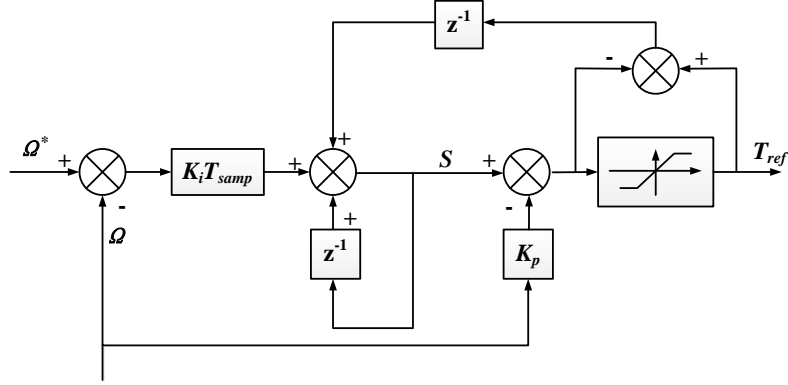 z⁻¹
- +
Ω* + - Ω
KᵢTsamp
+ +
+
z⁻¹
S
+ -
Kp
Tref